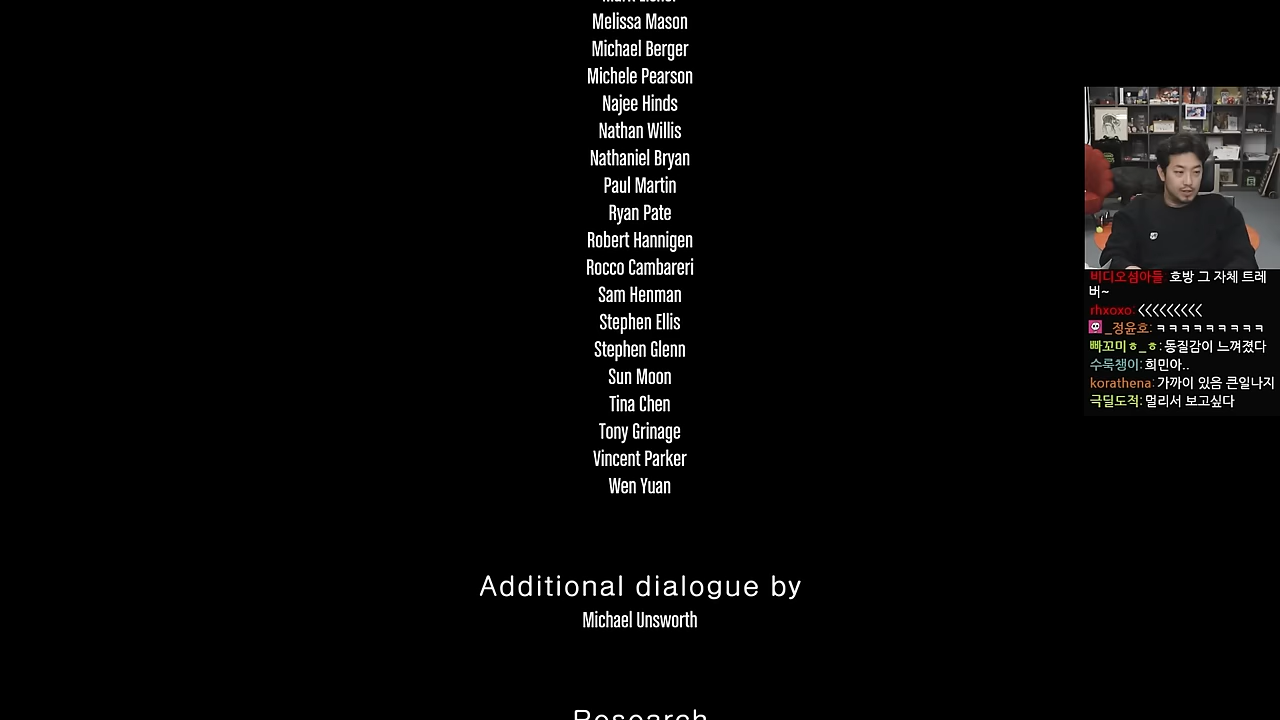 Melissa Mason
Michael Berger
Michele Pearson
Najee Hinds
Nathan Willis
Nathaniel Bryan
Paul Martin
Ryan Pate
Robert Hannigen
Rocco Cambareri
Sam Henman
Stephen Ellis
Stephen Glenn
Sun Moon
Tina Chen
Tony Grinage
Vincent Parker
Wen Yuan
Additional dialogue by
Michael Unsworth
Research
비디오섬아들: 호방 그 자체 트레
버~
rhxoxo: <<<<<<<<<
_정윤호: ㅋㅋㅋㅋㅋㅋㅋㅋㅋ
빠꼬미ㅎ_ㅎ: 동질감이 느껴졌다
수룩챙이: 희민아..
korathena: 가까이 있음 큰일나지
극딜도적: 멀리서 보고싶다